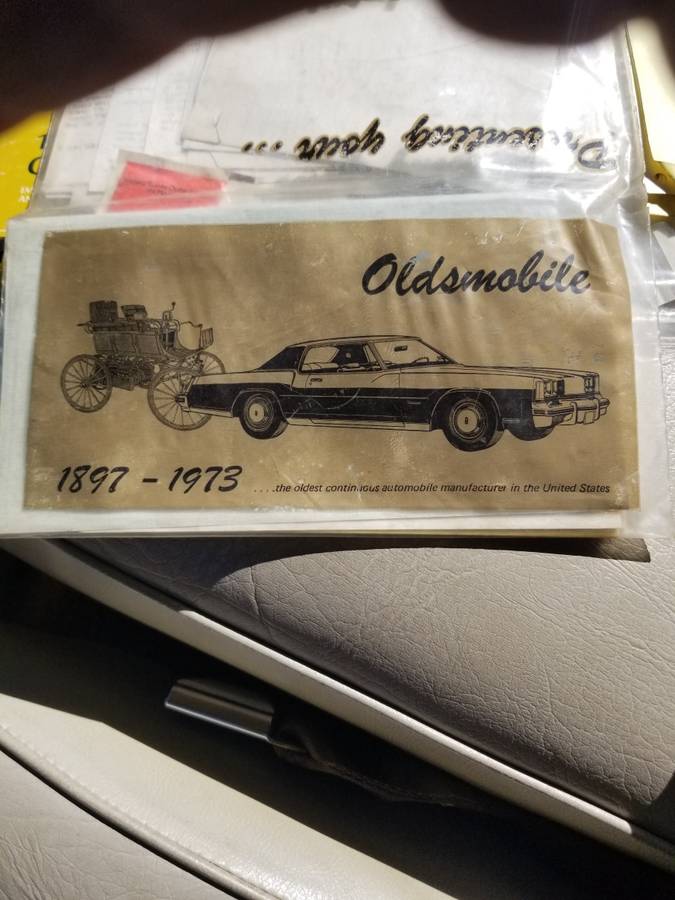 Presenting your ...
Oldsmobile
1897 - 1973
....the oldest continuous automobile manufacturer in the United States